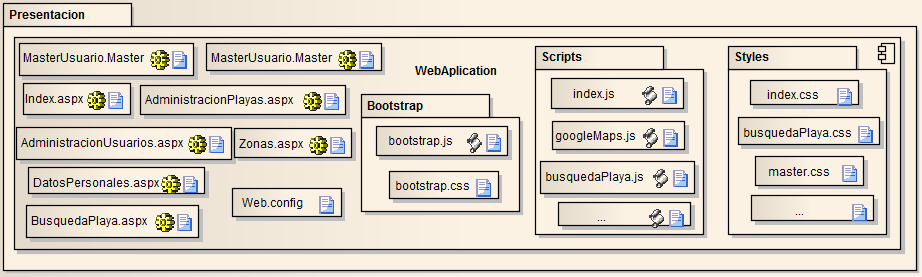 Presentacion
MasterUsuario.Master
MasterUsuario.Master
WebAplication
Index.aspx
AdministracionPlayas.aspx
AdministracionUsuarios.aspx
Zonas.aspx
DatosPersonales.aspx
Web.config
BusquedaPlaya.aspx
Bootstrap
bootstrap.js
bootstrap.css
Scripts
index.js
googleMaps.js
busquedaPlaya.js
...
Styles
index.css
busquedaPlaya.css
master.css
...